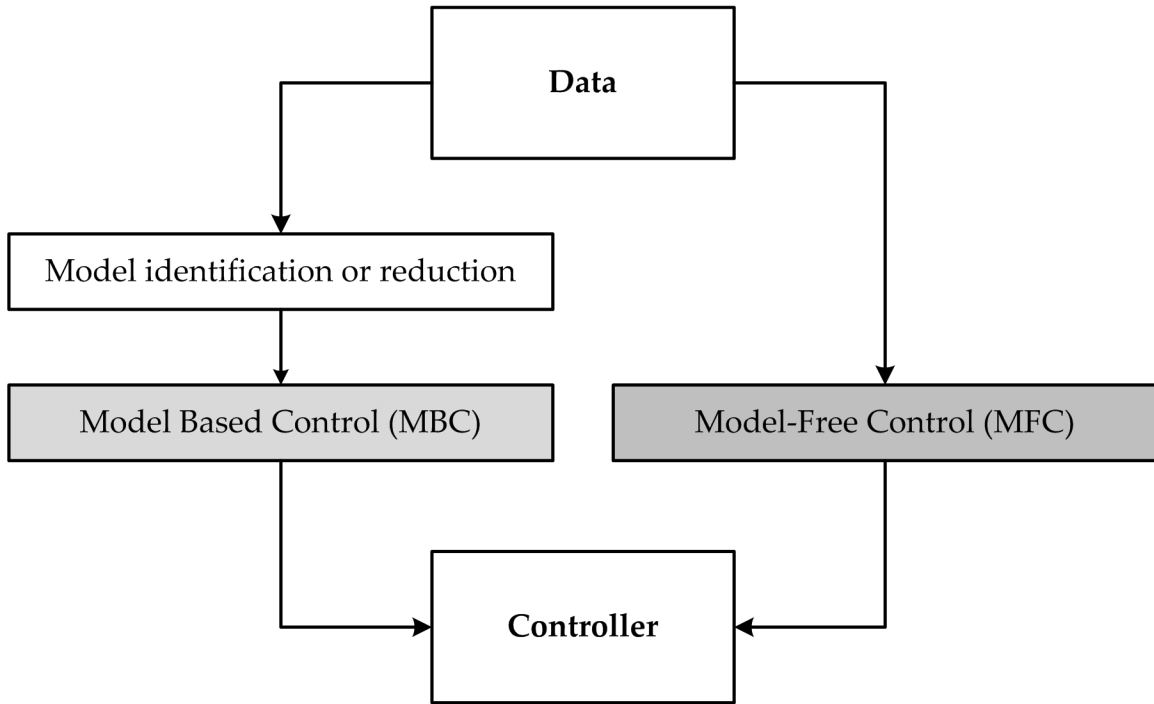 Data
Model identification or reduction
Model Based Control (MBC)
Model-Free Control (MFC)
Controller